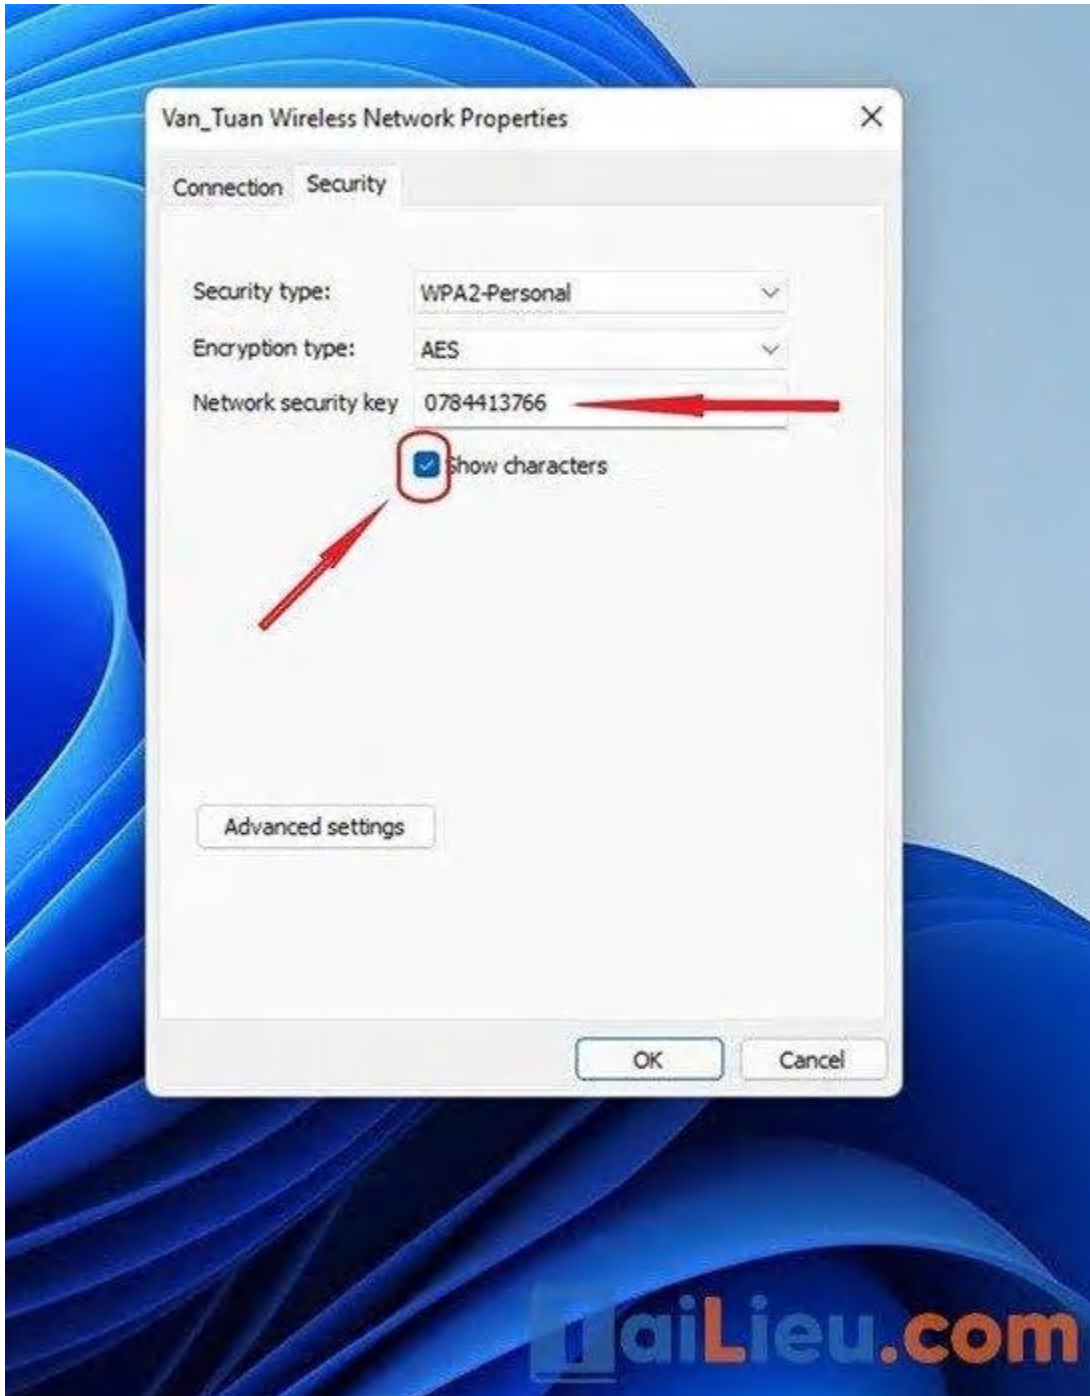 Van_Tuan Wireless Network Properties
Connection Security
Security type: WPA2-Personal
Encryption type: AES
Network security key 0784413766
Show characters
Advanced settings
OK Cancel
TaiLieu.com